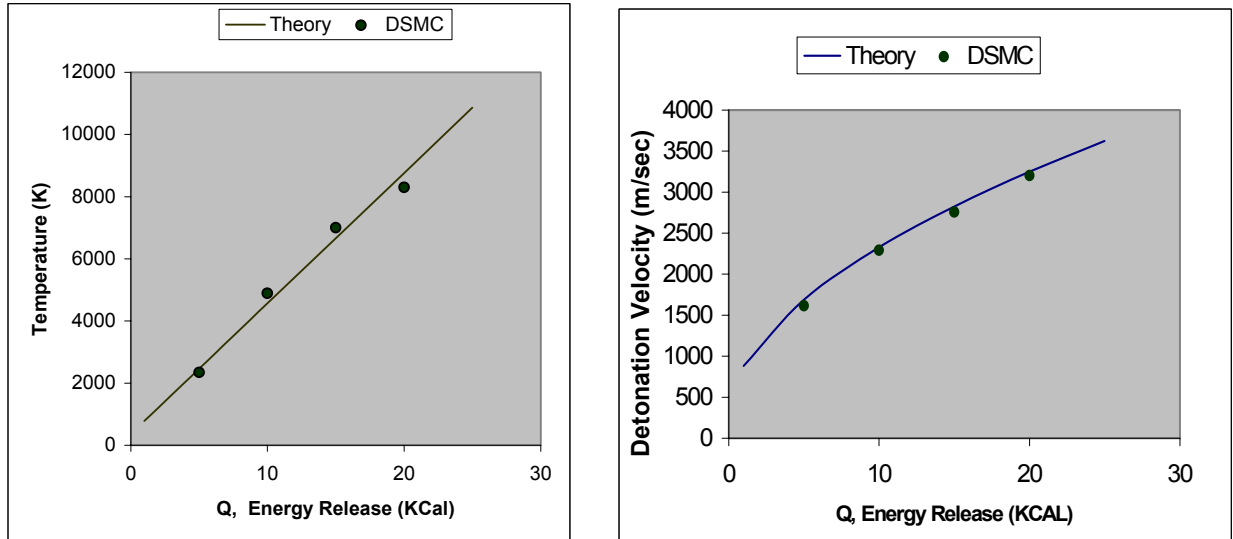 Theory DSMC
12000
10000
8000
6000
4000
2000
0
0 10 20 30
Temperature (K)
Q, Energy Release (KCal)
Theory DSMC
4000
3500
3000
2500
2000
1500
1000
500
0
0 10 20 30
Detonation Velocity (m/sec)
Q, Energy Release (KCAL)